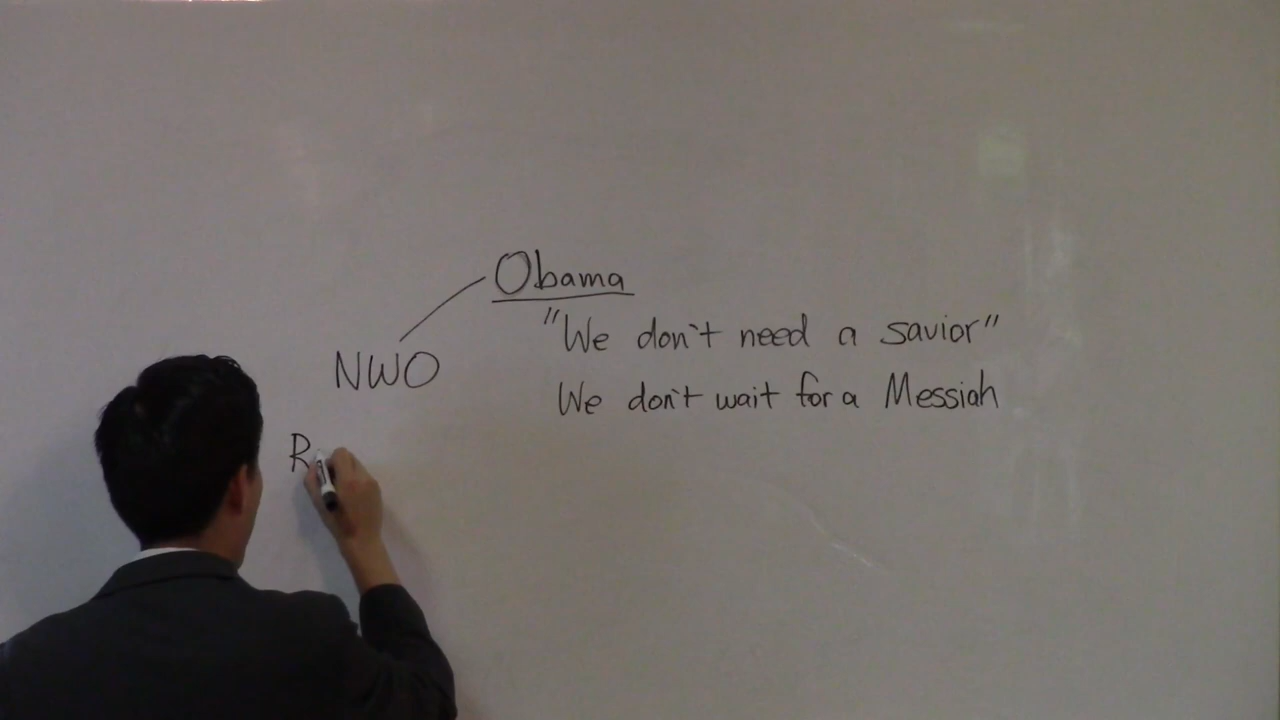 Obama
"We don't need a savior"
NWO
We don't wait for a Messiah
R